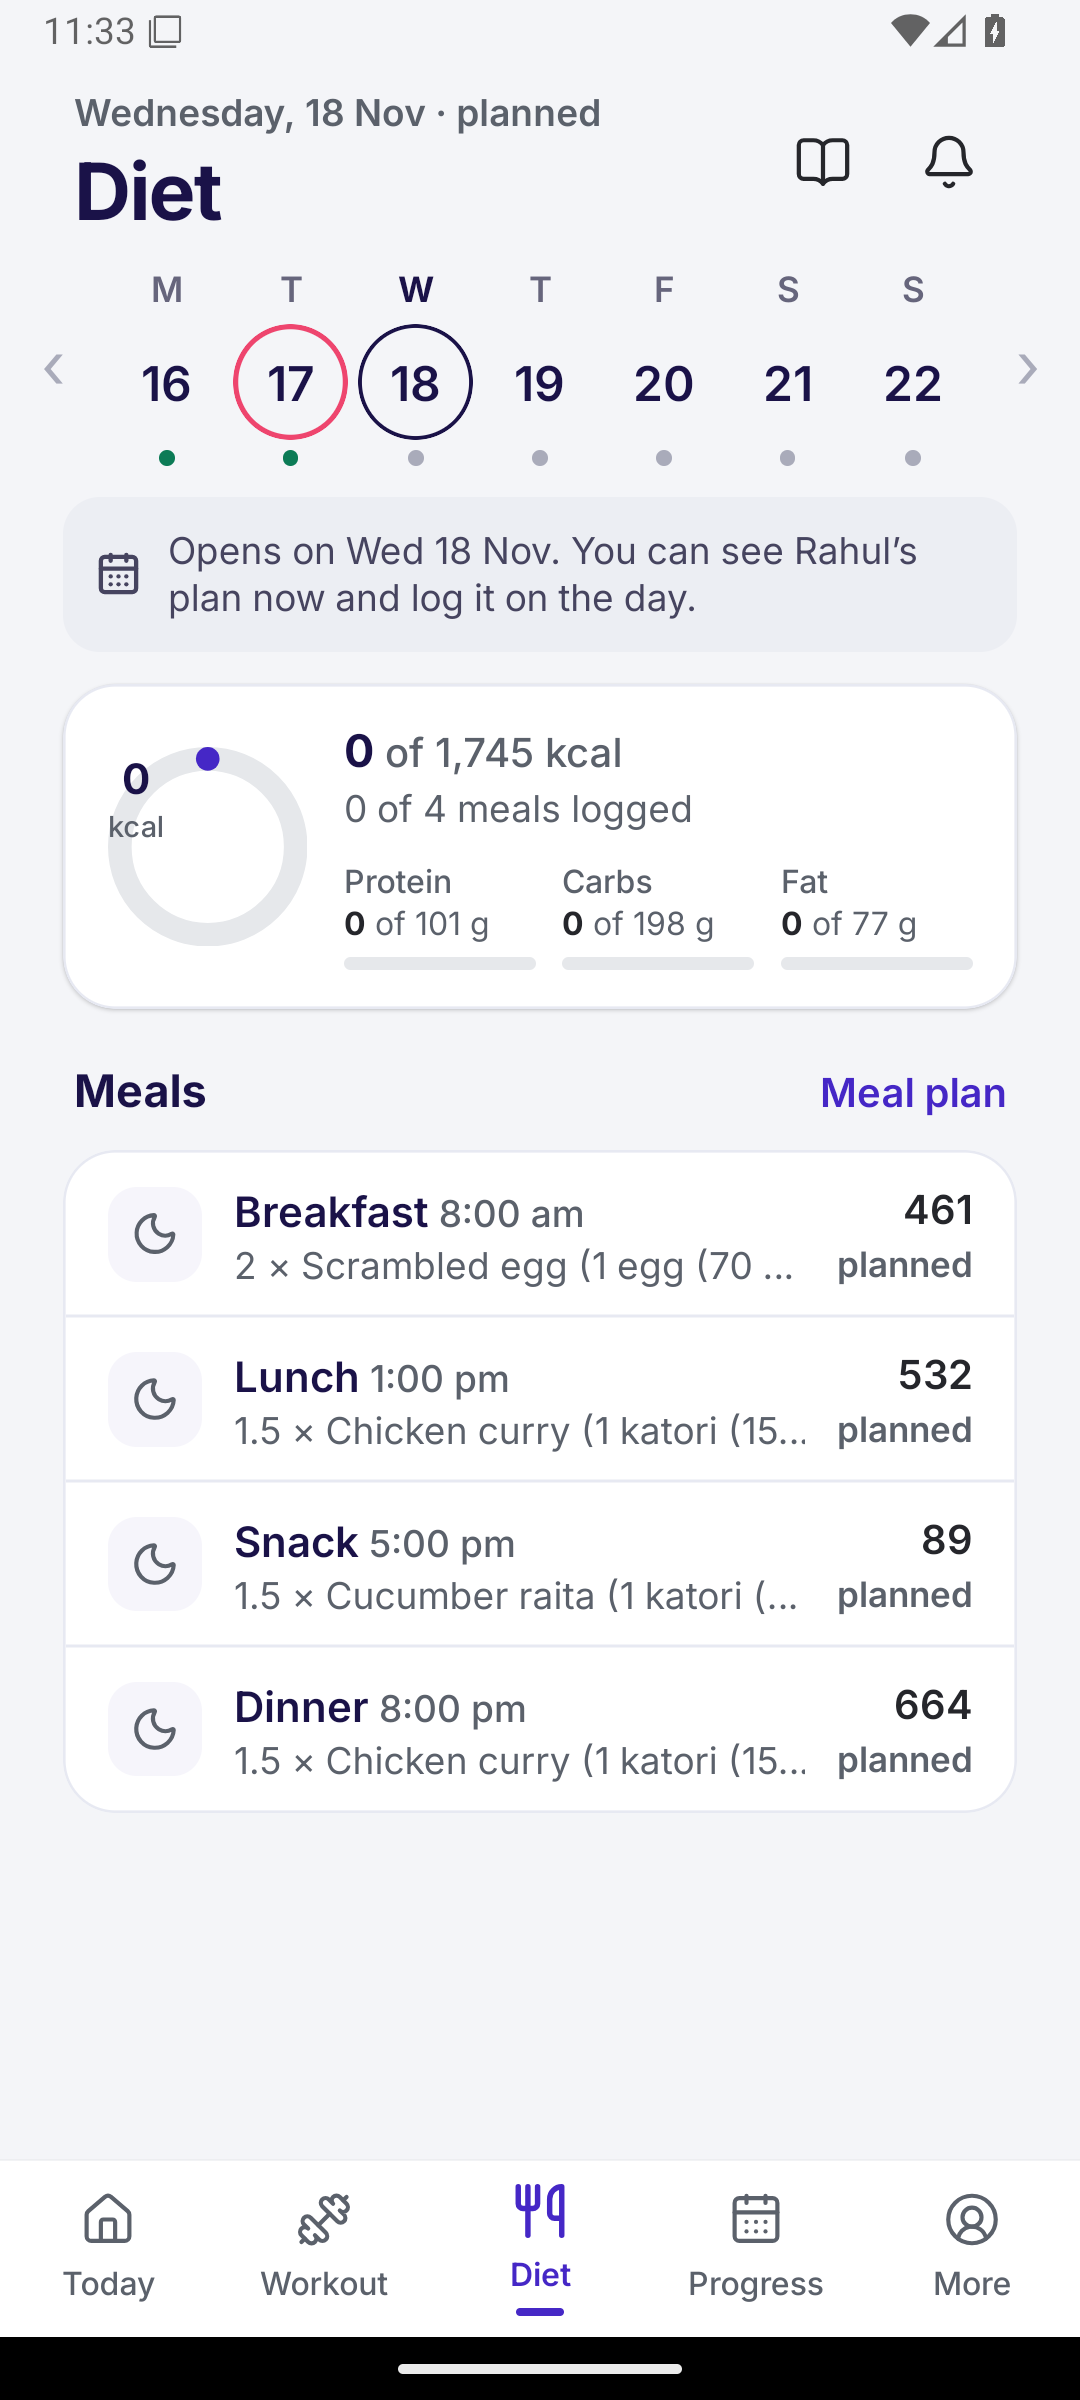 11:33
Wednesday, 18 Nov · planned
Diet
M T W T F S S
‹ 16 17 18 19 20 21 22 ›
Opens on Wed 18 Nov. You can see Rahul’s
plan now and log it on the day.
0
kcal
0 of 1,745 kcal
0 of 4 meals logged
Protein Carbs Fat
0 of 101 g 0 of 198 g 0 of 77 g
Meals Meal plan
Breakfast 8:00 am 461
2 × Scrambled egg (1 egg (70 ... planned
Lunch 1:00 pm 532
1.5 × Chicken curry (1 katori (15... planned
Snack 5:00 pm 89
1.5 × Cucumber raita (1 katori (... planned
Dinner 8:00 pm 664
1.5 × Chicken curry (1 katori (15... planned
Today Workout Diet Progress More